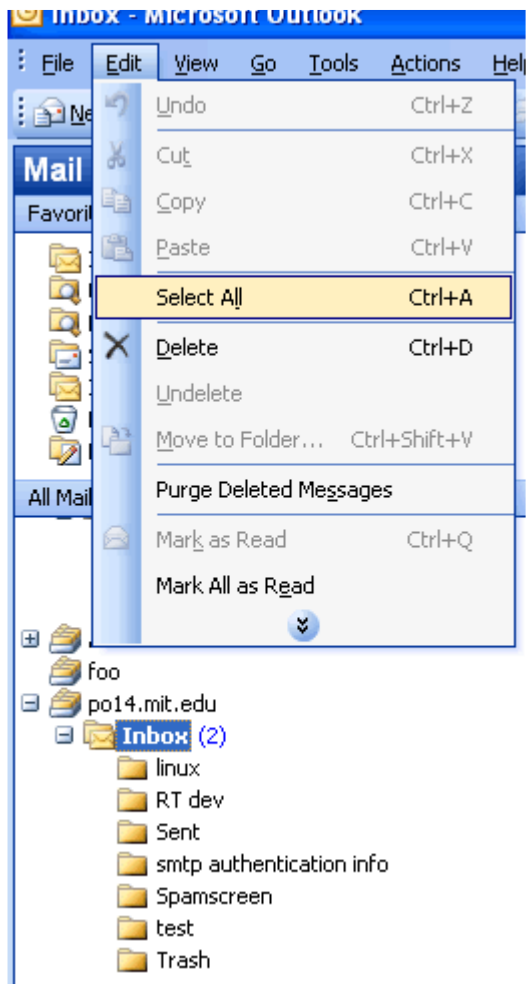 Inbox - Microsoft Outlook
File Edit View Go Tools Actions Help
Undo Ctrl+Z
Mail
Cut Ctrl+X
Copy Ctrl+C
Paste Ctrl+V
Select All Ctrl+A
Delete Ctrl+D
Undelete
Move to Folder... Ctrl+Shift+V
All Mail
Purge Deleted Messages
Mark as Read Ctrl+Q
Mark All as Read
foo
po14.mit.edu
Inbox (2)
linux
RT dev
Sent
smtp authentication info
Spamscreen
test
Trash